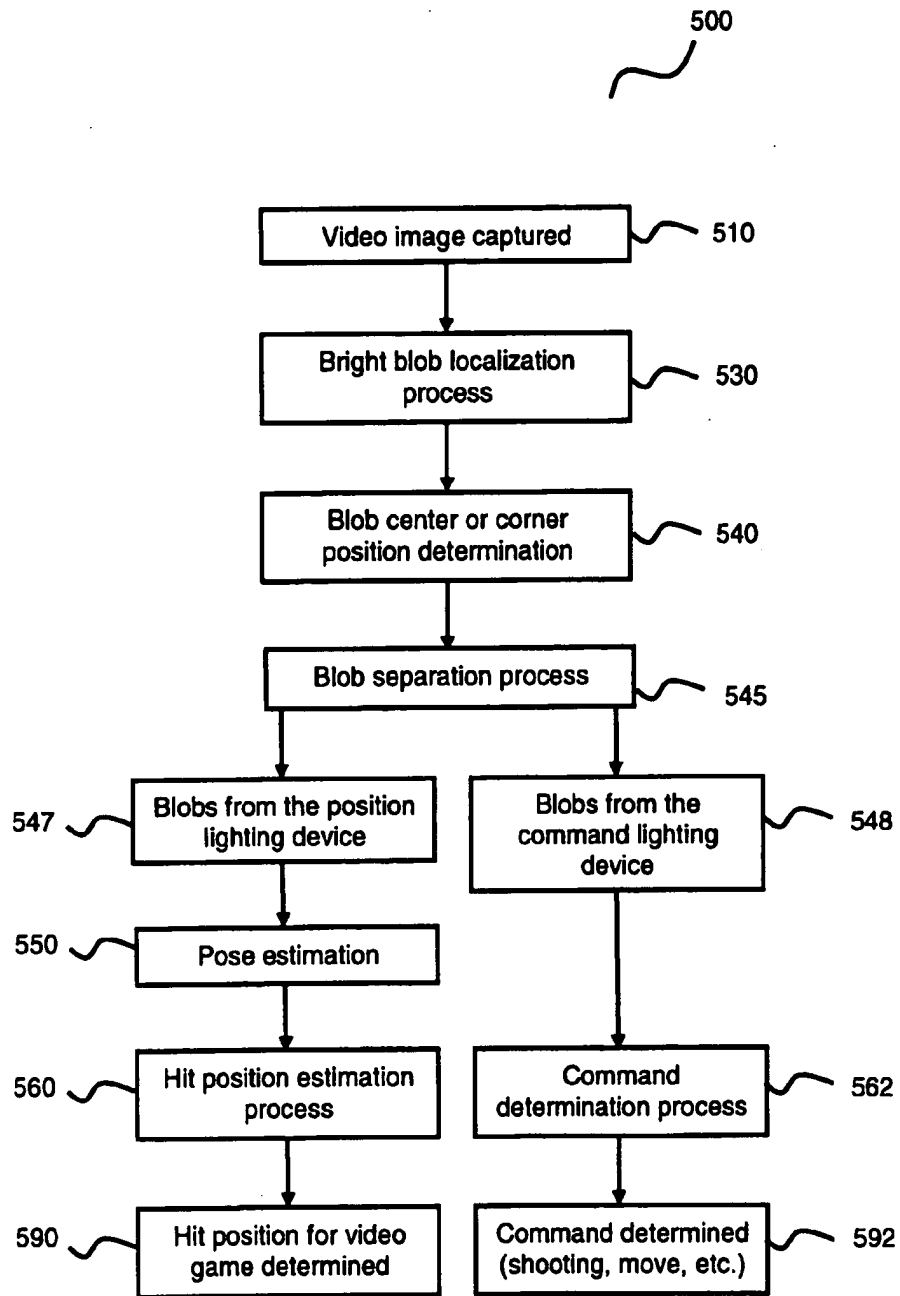 500
Video image captured
510
Bright blob localization
process
530
Blob center or corner
position determination
540
Blob separation process
545
547
Blobs from the position
lighting device
Blobs from the
command lighting
device
548
550
Pose estimation
560
Hit position estimation
process
Command
determination process
562
590
Hit position for video
game determined
Command determined
(shooting, move, etc.)
592